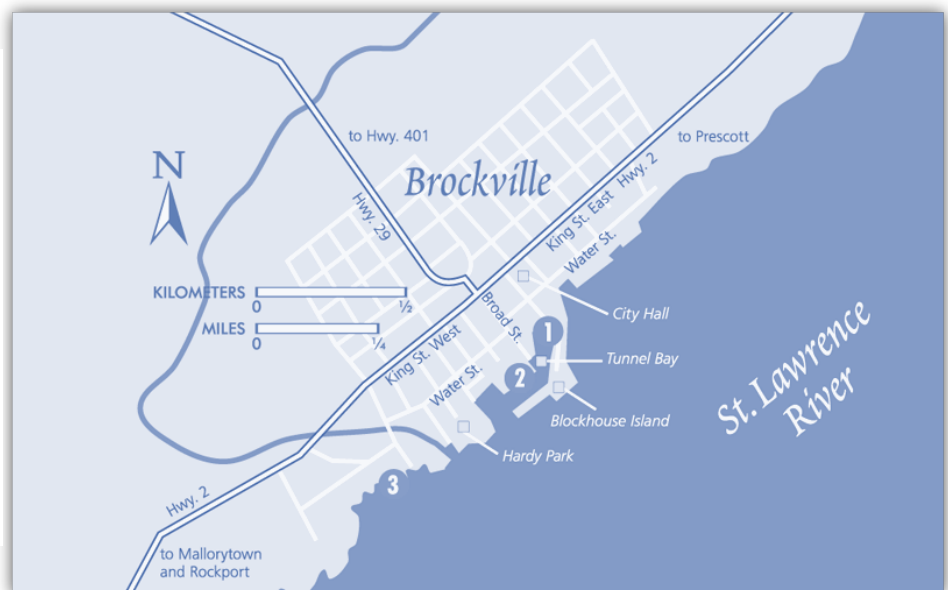 to Hwy. 401
to Prescott
N
Brockville
Hwy. 2
Hwy. 29
King St. East
Water St.
KILOMETERS
0
½
MILES
0
¼
City Hall
Broad St.
1
Tunnel Bay
2
King St. West
Water St.
Blockhouse Island
Hardy Park
St. Lawrence
River
3
Hwy. 2
to Mallorytown
and Rockport